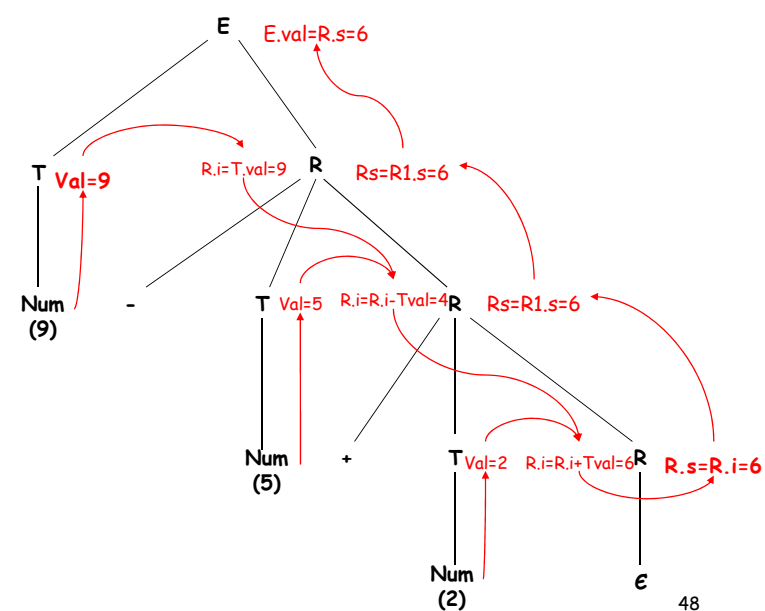 E E.val=R.s=6
T Val=9 R.i=T.val=9 R Rs=R1.s=6
Num - T Val=5 R.i=R.i-Tval=4 R Rs=R1.s=6
(9)
Num + T Val=2 R.i=R.i+Tval=6 R R.s=R.i=6
(5)
Num ϵ
(2) 48